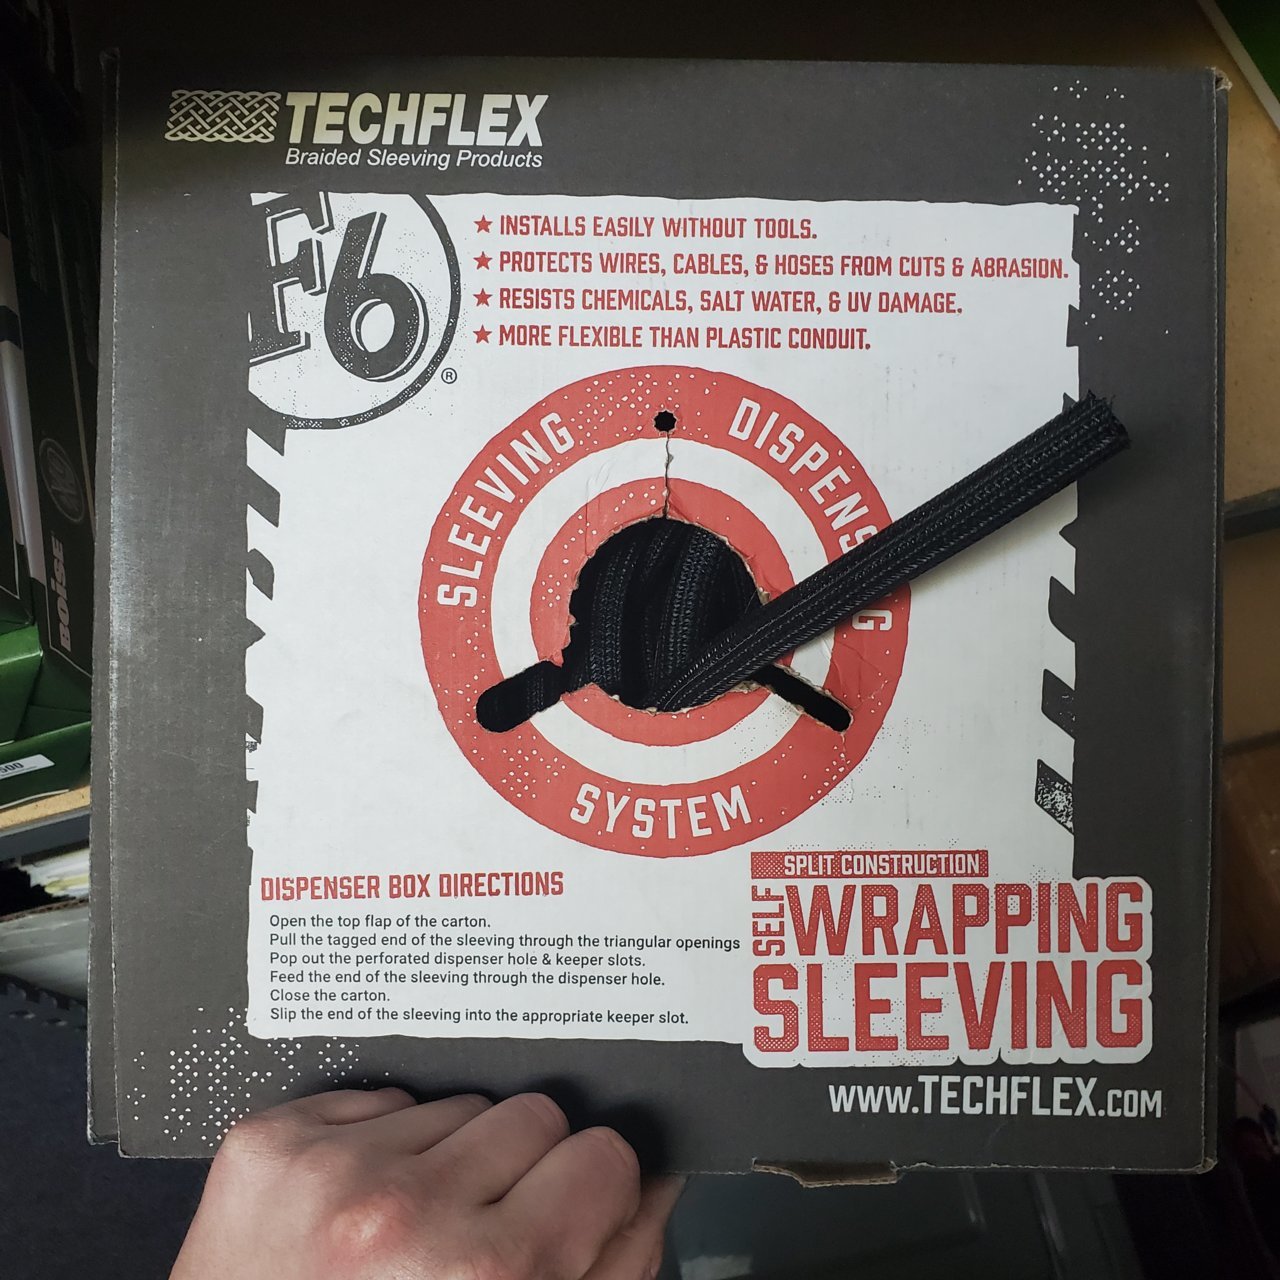 TECHFLEX
Braided Sleeving Products
F6
®
★ INSTALLS EASILY WITHOUT TOOLS.
★ PROTECTS WIRES, CABLES, & HOSES FROM CUTS & ABRASION.
★ RESISTS CHEMICALS, SALT WATER, & UV DAMAGE.
★ MORE FLEXIBLE THAN PLASTIC CONDUIT.
SLEEVING DISPENSING
SYSTEM
BOISE
500
DISPENSER BOX DIRECTIONS
Open the top flap of the carton.
Pull the tagged end of the sleeving through the triangular openings
Pop out the perforated dispenser hole & keeper slots.
Feed the end of the sleeving through the dispenser hole.
Close the carton.
Slip the end of the sleeving into the appropriate keeper slot.
SPLIT CONSTRUCTION
SELF WRAPPING
SLEEVING
WWW.TECHFLEX.COM